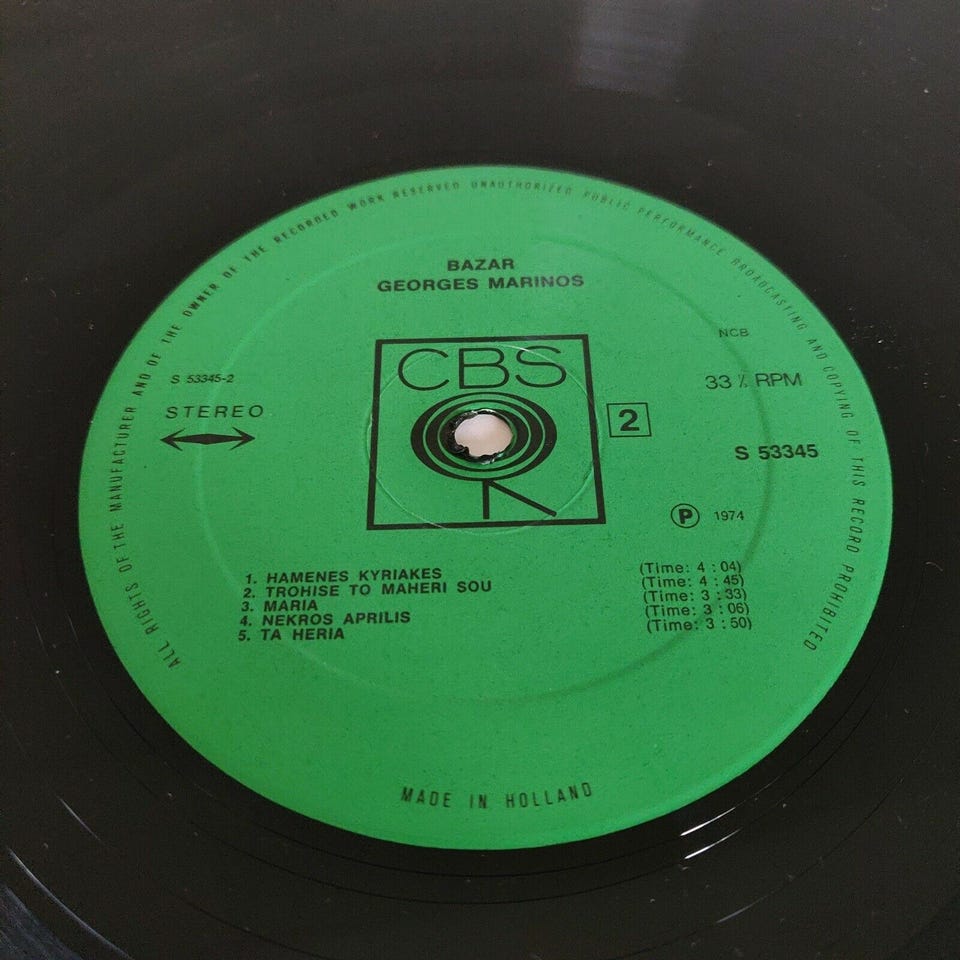 ALL RIGHTS OF THE MANUFACTURER AND OF THE OWNER OF THE RECORDED WORK RESERVED UNAUTHORIZED PUBLIC PERFORMANCE BROADCASTING AND COPYING OF THIS RECORD PROHIBITED
BAZAR
GEORGES MARINOS
NCB
CBS
S 53345-2
33 ⅓ RPM
STEREO
2
S 53345
Ⓟ 1974
1. HAMENES KYRIAKES (Time: 4 : 04)
2. TROHISE TO MAHERI SOU (Time: 4 : 45)
3. MARIA (Time: 3 : 33)
4. NEKROS APRILIS (Time: 3 : 06)
5. TA HERIA (Time: 3 : 50)
MADE IN HOLLAND